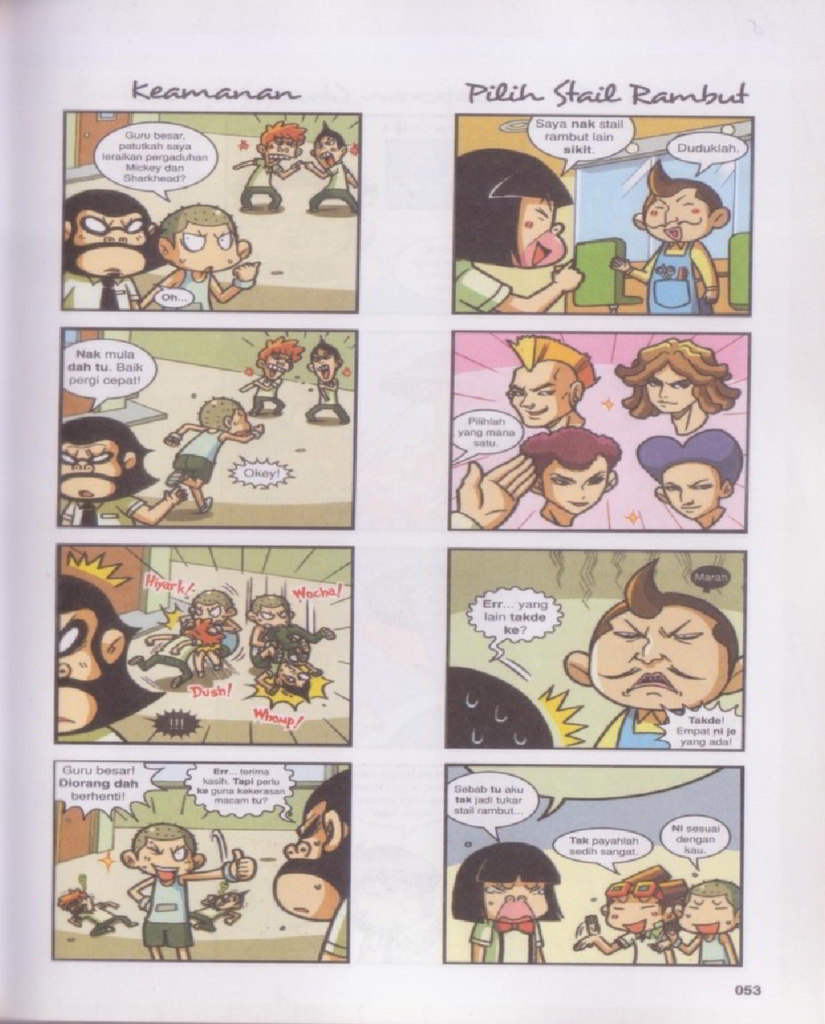 Keamanan
Guru besar,
patutkah saya
leraikan pergaduhan
Mickey dan
Sharkhead?
Oh...
Nak mula
dah tu. Baik
pergi cepat!
Okey!
Hiyark!
Wocha!
Dush!
Whoup!
!!!
Guru besar!
Diorang dah
berhenti!
Err... terima
kasih. Tapi perlu
ke guna kekerasan
macam tu?
Pilih Stail Rambut
Saya nak stail
rambut lain
sikit.
Duduklah.
Pilihlah
yang mana
satu.
Marah
Err... yang
lain takde
ke?
Takde!
Empat ni je
yang ada!
Sebab tu aku
tak jadi tukar
stail rambut...
Tak payahlah
sedih sangat.
Ni sesuai
dengan
kau.
053